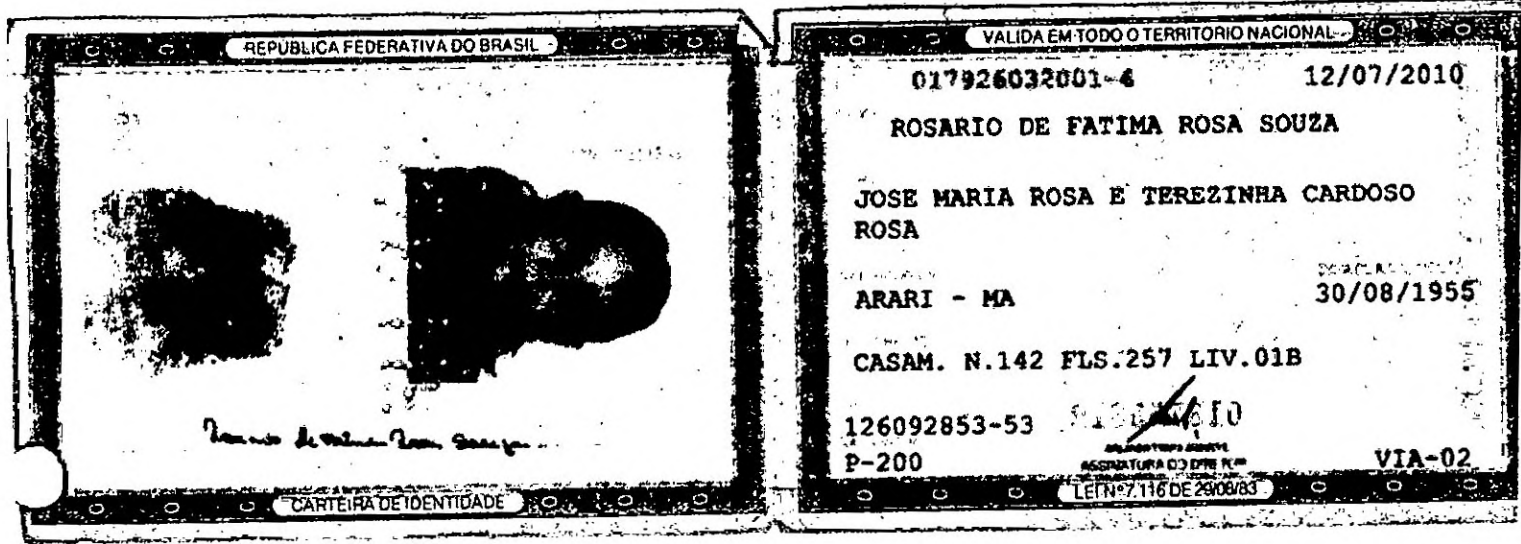 REPÚBLICA FEDERATIVA DO BRASIL
CARTEIRA DE IDENTIDADE
VALIDA EM TODO O TERRITORIO NACIONAL
017926032001-4 12/07/2010
ROSARIO DE FATIMA ROSA SOUZA
JOSE MARIA ROSA E TEREZINHA CARDOSO
ROSA
ARARI - MA 30/08/1955
CASAM. N.142 FLS.257 LIV.01B
126092853-53
P-200 VIA-02
ASSINATURA DO
LEI Nº 7.116 DE 29/08/83